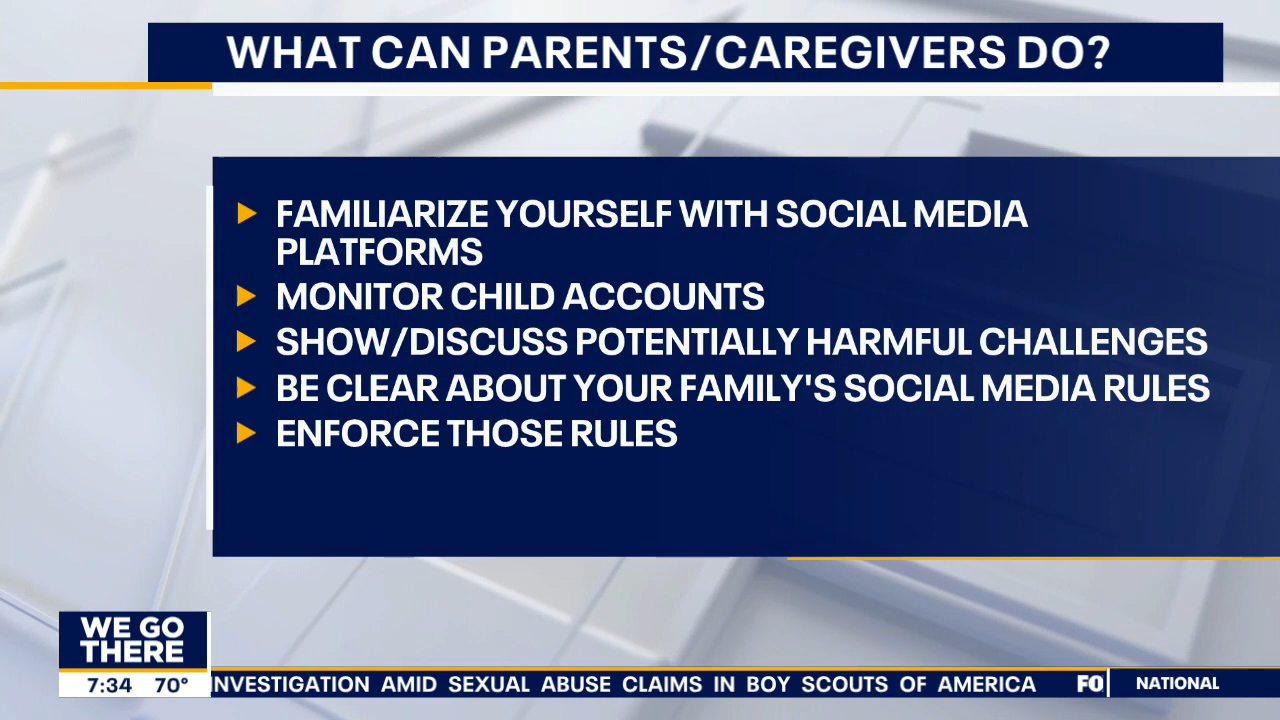 WHAT CAN PARENTS/CAREGIVERS DO?
FAMILIARIZE YOURSELF WITH SOCIAL MEDIA
PLATFORMS
MONITOR CHILD ACCOUNTS
SHOW/DISCUSS POTENTIALLY HARMFUL CHALLENGES
BE CLEAR ABOUT YOUR FAMILY'S SOCIAL MEDIA RULES
ENFORCE THOSE RULES
WE GO
THERE
7:34 70°
NVESTIGATION AMID SEXUAL ABUSE CLAIMS IN BOY SCOUTS OF AMERICA FO NATIONAL